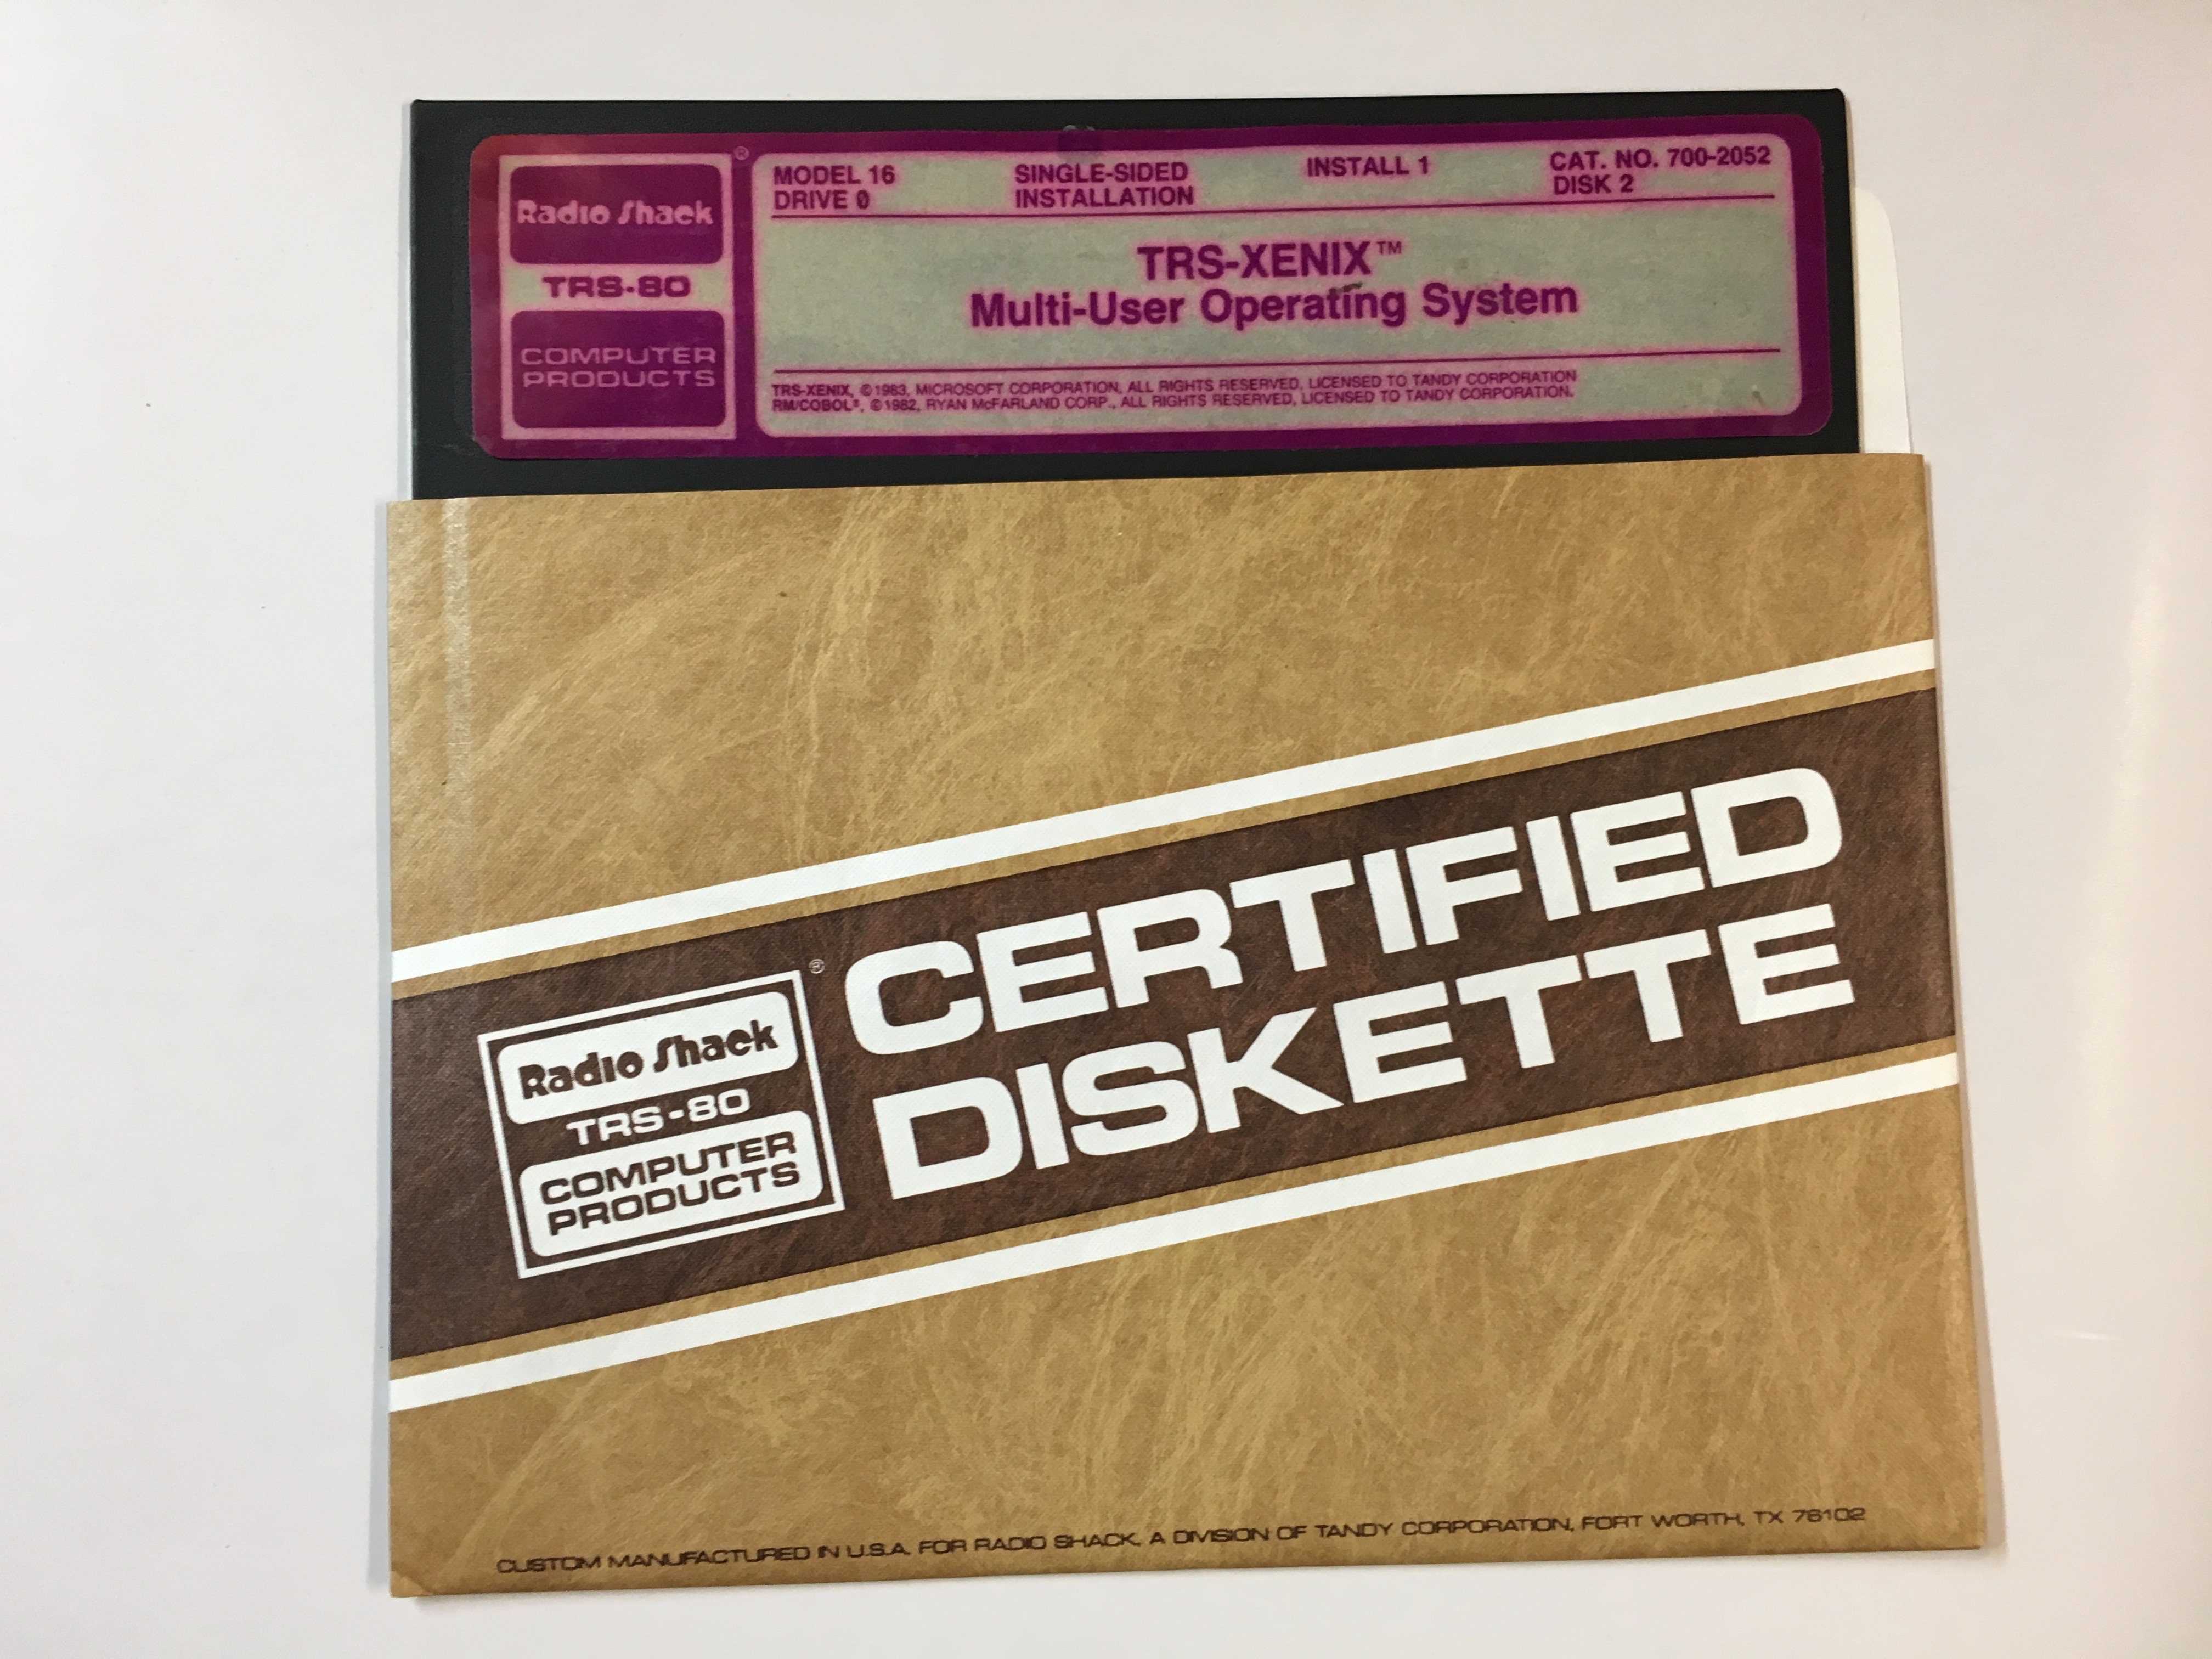 Radio Shack®
TRS-80
COMPUTER
PRODUCTS
MODEL 16
DRIVE 0
SINGLE-SIDED
INSTALLATION
INSTALL 1
CAT. NO. 700-2052
DISK 2
TRS-XENIX™
Multi-User Operating System
TRS-XENIX, ©1983, MICROSOFT CORPORATION, ALL RIGHTS RESERVED, LICENSED TO TANDY CORPORATION
RM/COBOL®, ©1982, RYAN McFARLAND CORP., ALL RIGHTS RESERVED, LICENSED TO TANDY CORPORATION.
Radio Shack®
TRS-80
COMPUTER
PRODUCTS
CERTIFIED
DISKETTE
CUSTOM MANUFACTURED IN U.S.A. FOR RADIO SHACK, A DIVISION OF TANDY CORPORATION, FORT WORTH, TX 76102